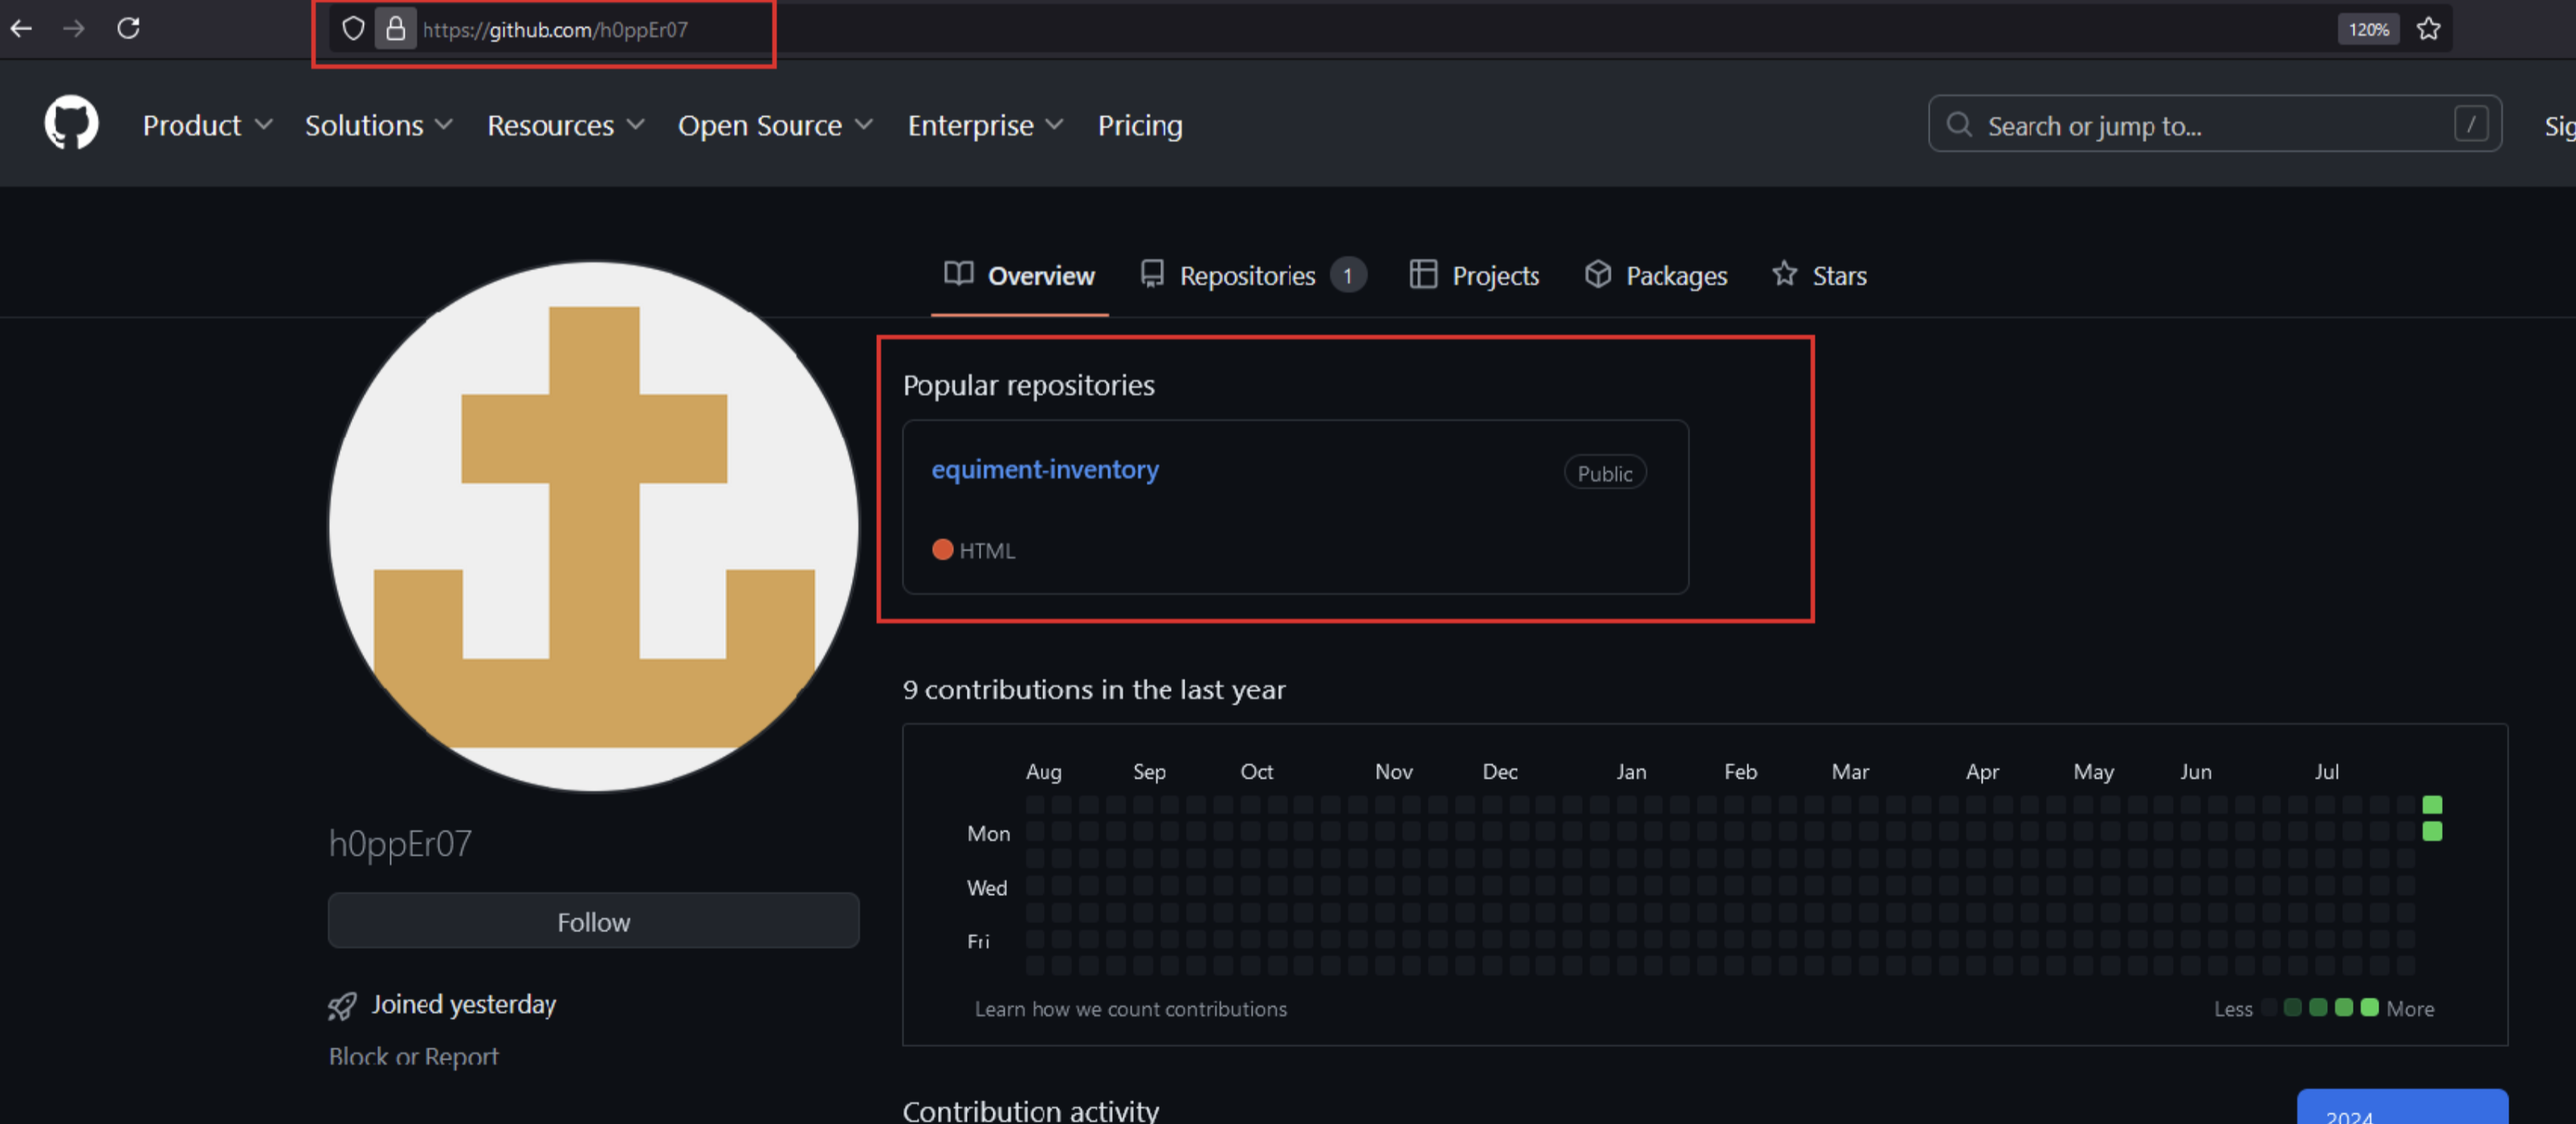 https://github.com/h0ppEr07
120%
Product Solutions Resources Open Source Enterprise Pricing
Search or jump to...
/
Sig
Overview Repositories 1 Projects Packages Stars
Popular repositories
equiment-inventory
Public
HTML
9 contributions in the last year
Aug Sep Oct Nov Dec Jan Feb Mar Apr May Jun Jul
Mon
Wed
Fri
Learn how we count contributions
Less More
h0ppEr07
Follow
Joined yesterday
Block or Report
Contribution activity
2024